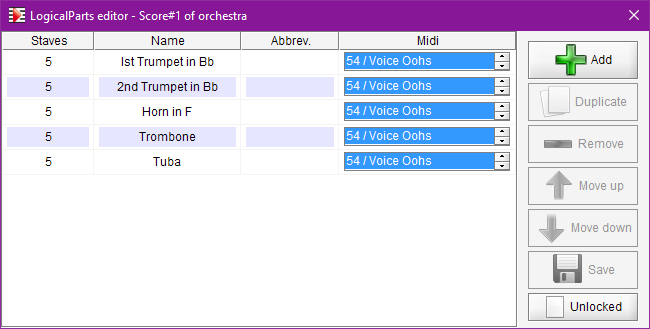 LogicalParts editor - Score#1 of orchestra
Staves Name Abbrev. Midi
5 1st Trumpet in Bb 54 / Voice Oohs
5 2nd Trumpet in Bb 54 / Voice Oohs
5 Horn in F 54 / Voice Oohs
5 Trombone 54 / Voice Oohs
5 Tuba 54 / Voice Oohs
Add
Duplicate
Remove
Move up
Move down
Save
Unlocked